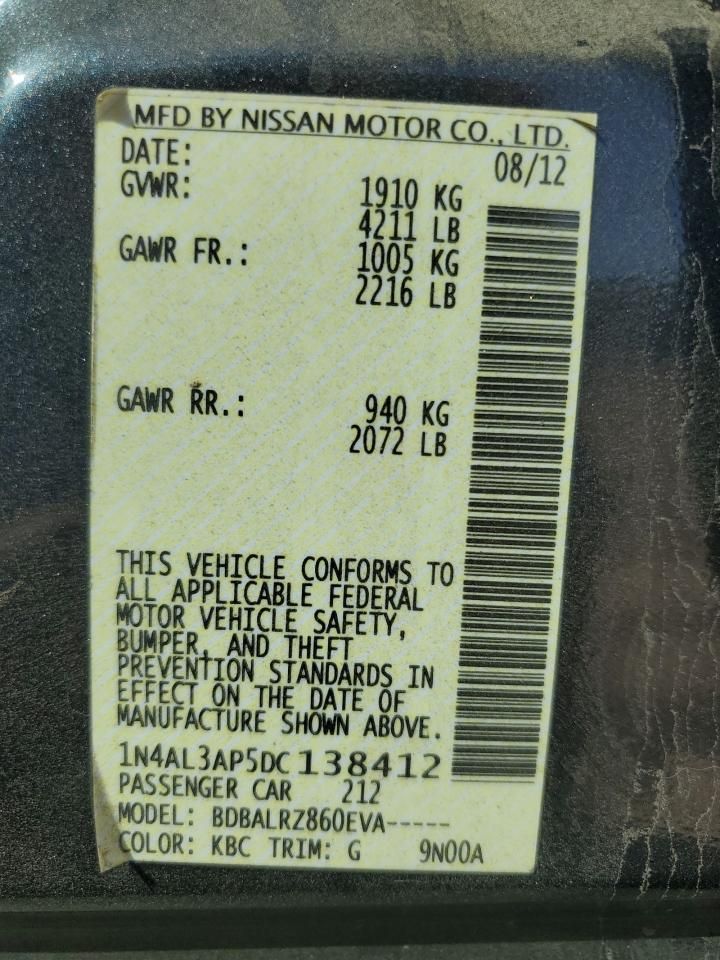 MFD BY NISSAN MOTOR CO., LTD.
DATE: 08/12
GVWR: 1910 KG
4211 LB
GAWR FR.: 1005 KG
2216 LB
GAWR RR.: 940 KG
2072 LB
THIS VEHICLE CONFORMS TO
ALL APPLICABLE FEDERAL
MOTOR VEHICLE SAFETY,
BUMPER, AND THEFT
PREVENTION STANDARDS IN
EFFECT ON THE DATE OF
MANUFACTURE SHOWN ABOVE.
1N4AL3AP5DC138412
PASSENGER CAR 212
MODEL: BDBALRZ860EVA-----
COLOR: KBC TRIM: G 9N00A